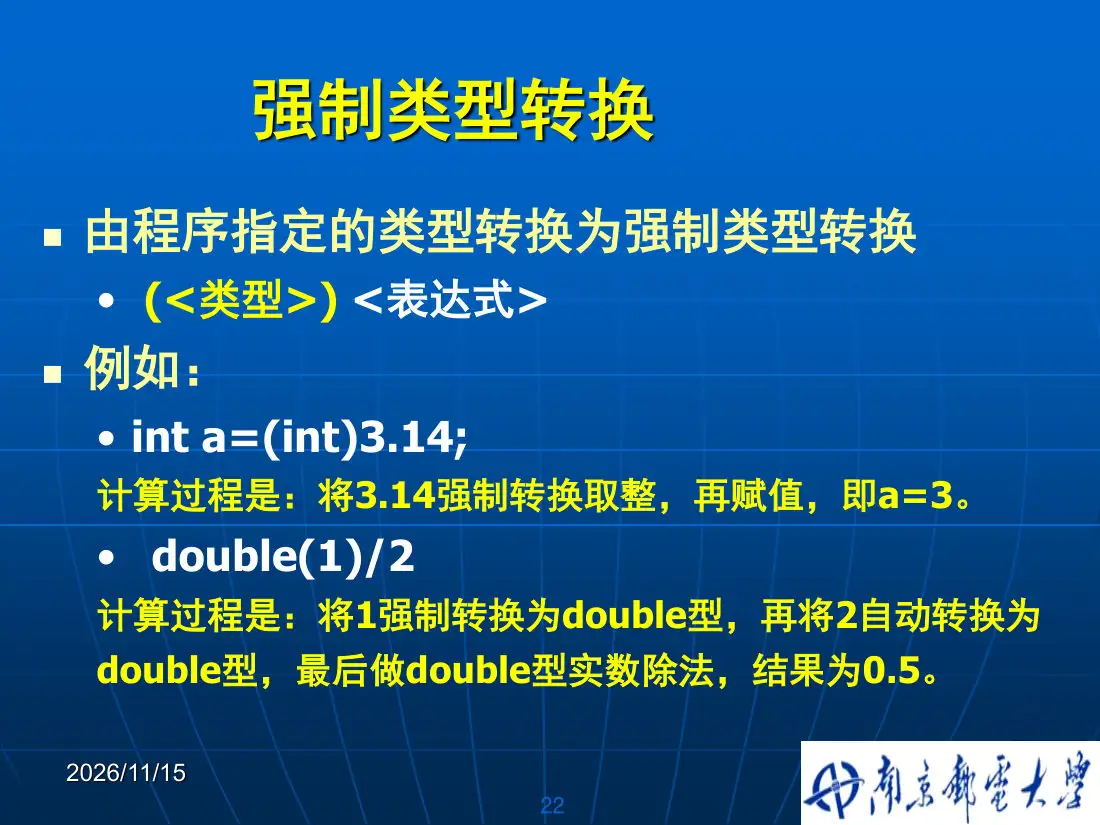 强制类型转换
由程序指定的类型转换为强制类型转换
(<类型>) <表达式>
例如：
int a=(int)3.14;
计算过程是：将3.14强制转换取整，再赋值，即a=3。
double(1)/2
计算过程是：将1强制转换为double型，再将2自动转换为
double型，最后做double型实数除法，结果为0.5。
2026/11/15
22
南京郵電大學